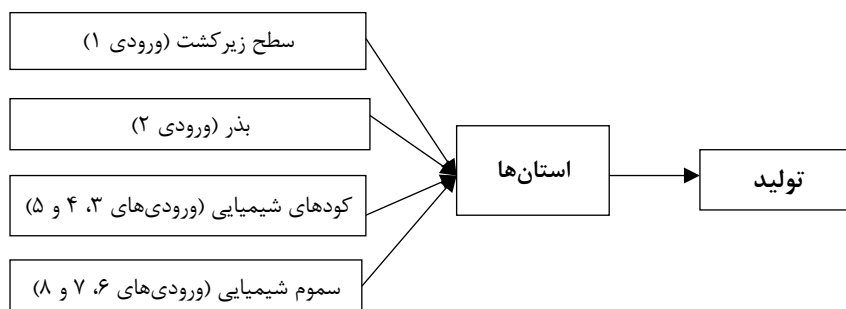 سطح زیرکشت (ورودی ۱)
بذر (ورودی ۲)
کودهای شیمیایی (ورودی‌های ۳، ۴ و ۵)
سموم شیمیایی (ورودی‌های ۶، ۷ و ۸)
استان‌ها
تولید